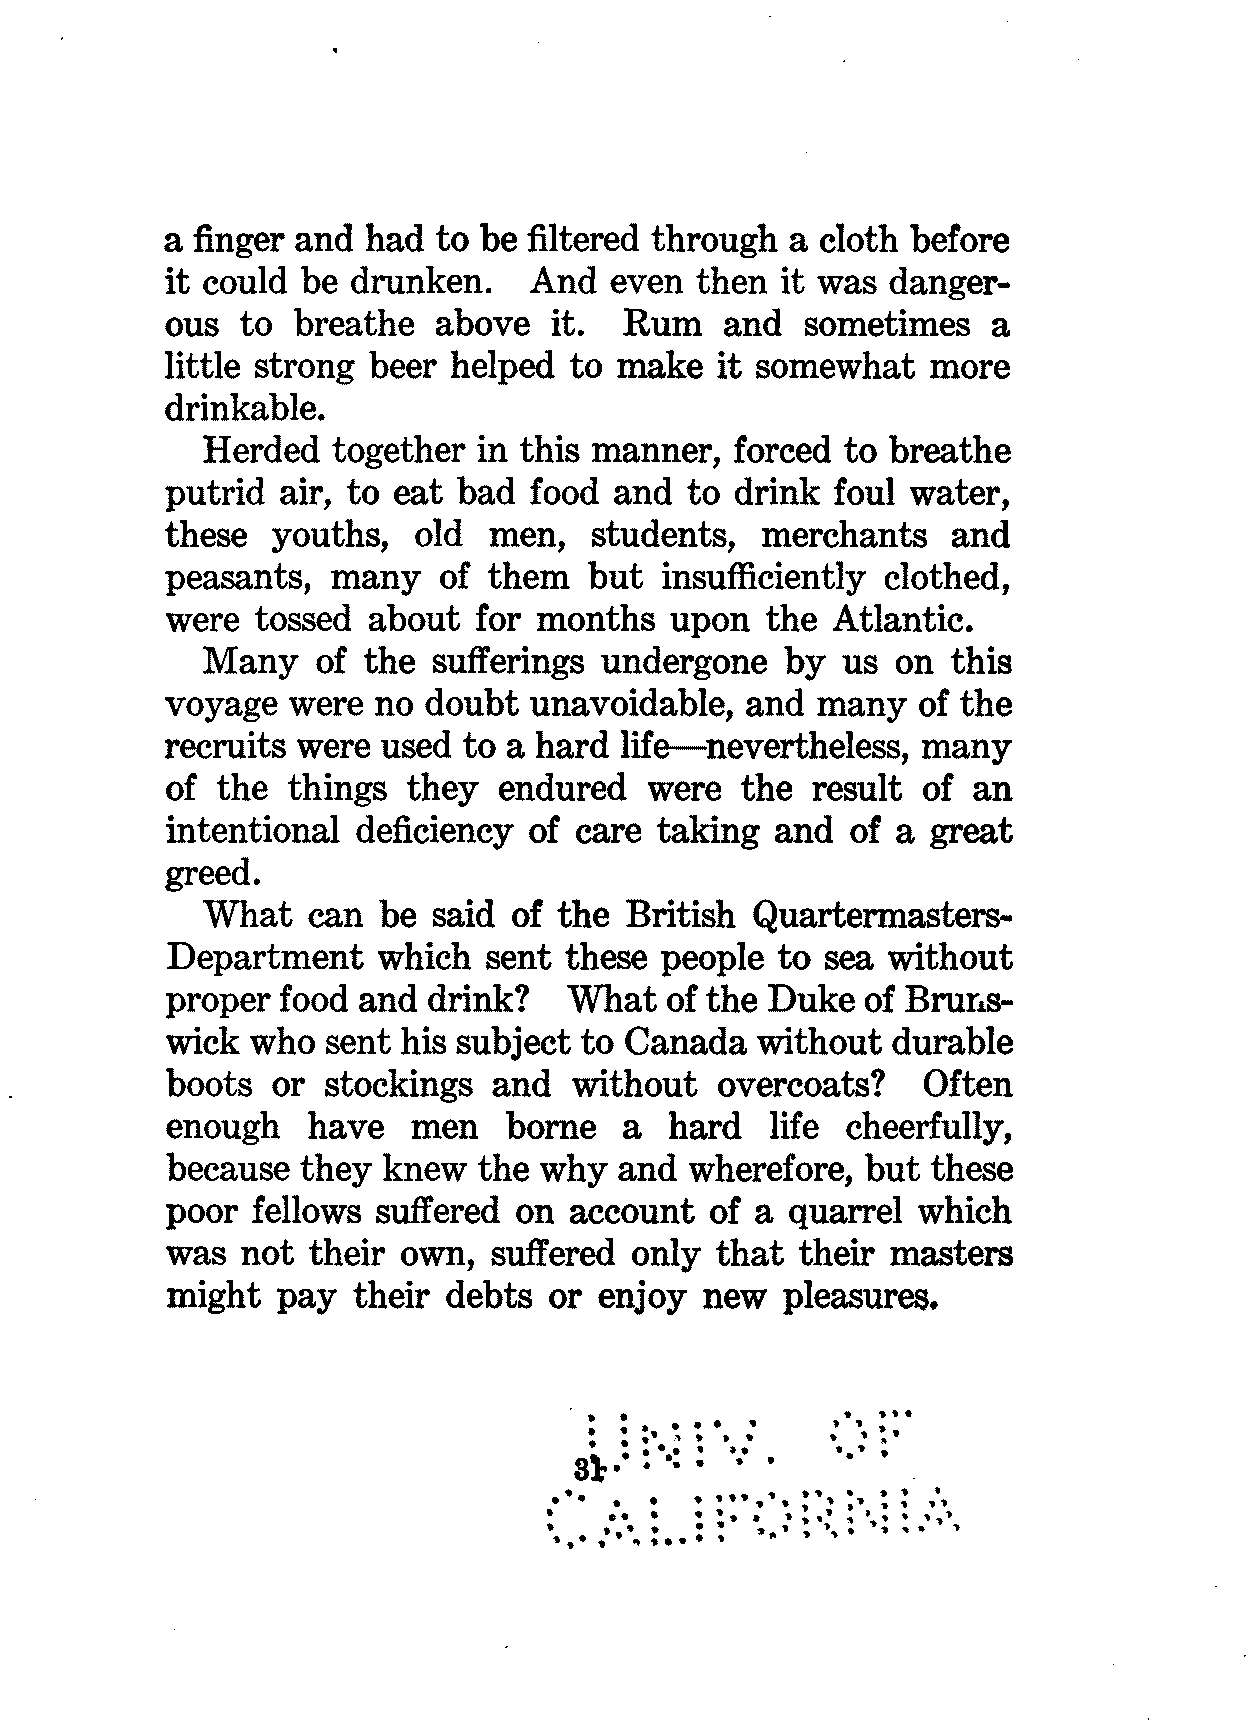 a finger and had to be filtered through a cloth before
it could be drunken. And even then it was danger-
ous to breathe above it. Rum and sometimes a
little strong beer helped to make it somewhat more
drinkable.
Herded together in this manner, forced to breathe
putrid air, to eat bad food and to drink foul water,
these youths, old men, students, merchants and
peasants, many of them but insufficiently clothed,
were tossed about for months upon the Atlantic.
Many of the sufferings undergone by us on this
voyage were no doubt unavoidable, and many of the
recruits were used to a hard life—nevertheless, many
of the things they endured were the result of an
intentional deficiency of care taking and of a great
greed.
What can be said of the British Quartermasters-
Department which sent these people to sea without
proper food and drink? What of the Duke of Bruns-
wick who sent his subject to Canada without durable
boots or stockings and without overcoats? Often
enough have men borne a hard life cheerfully,
because they knew the why and wherefore, but these
poor fellows suffered on account of a quarrel which
was not their own, suffered only that their masters
might pay their debts or enjoy new pleasures.
UNIV. OF
31
CALIFORNIA